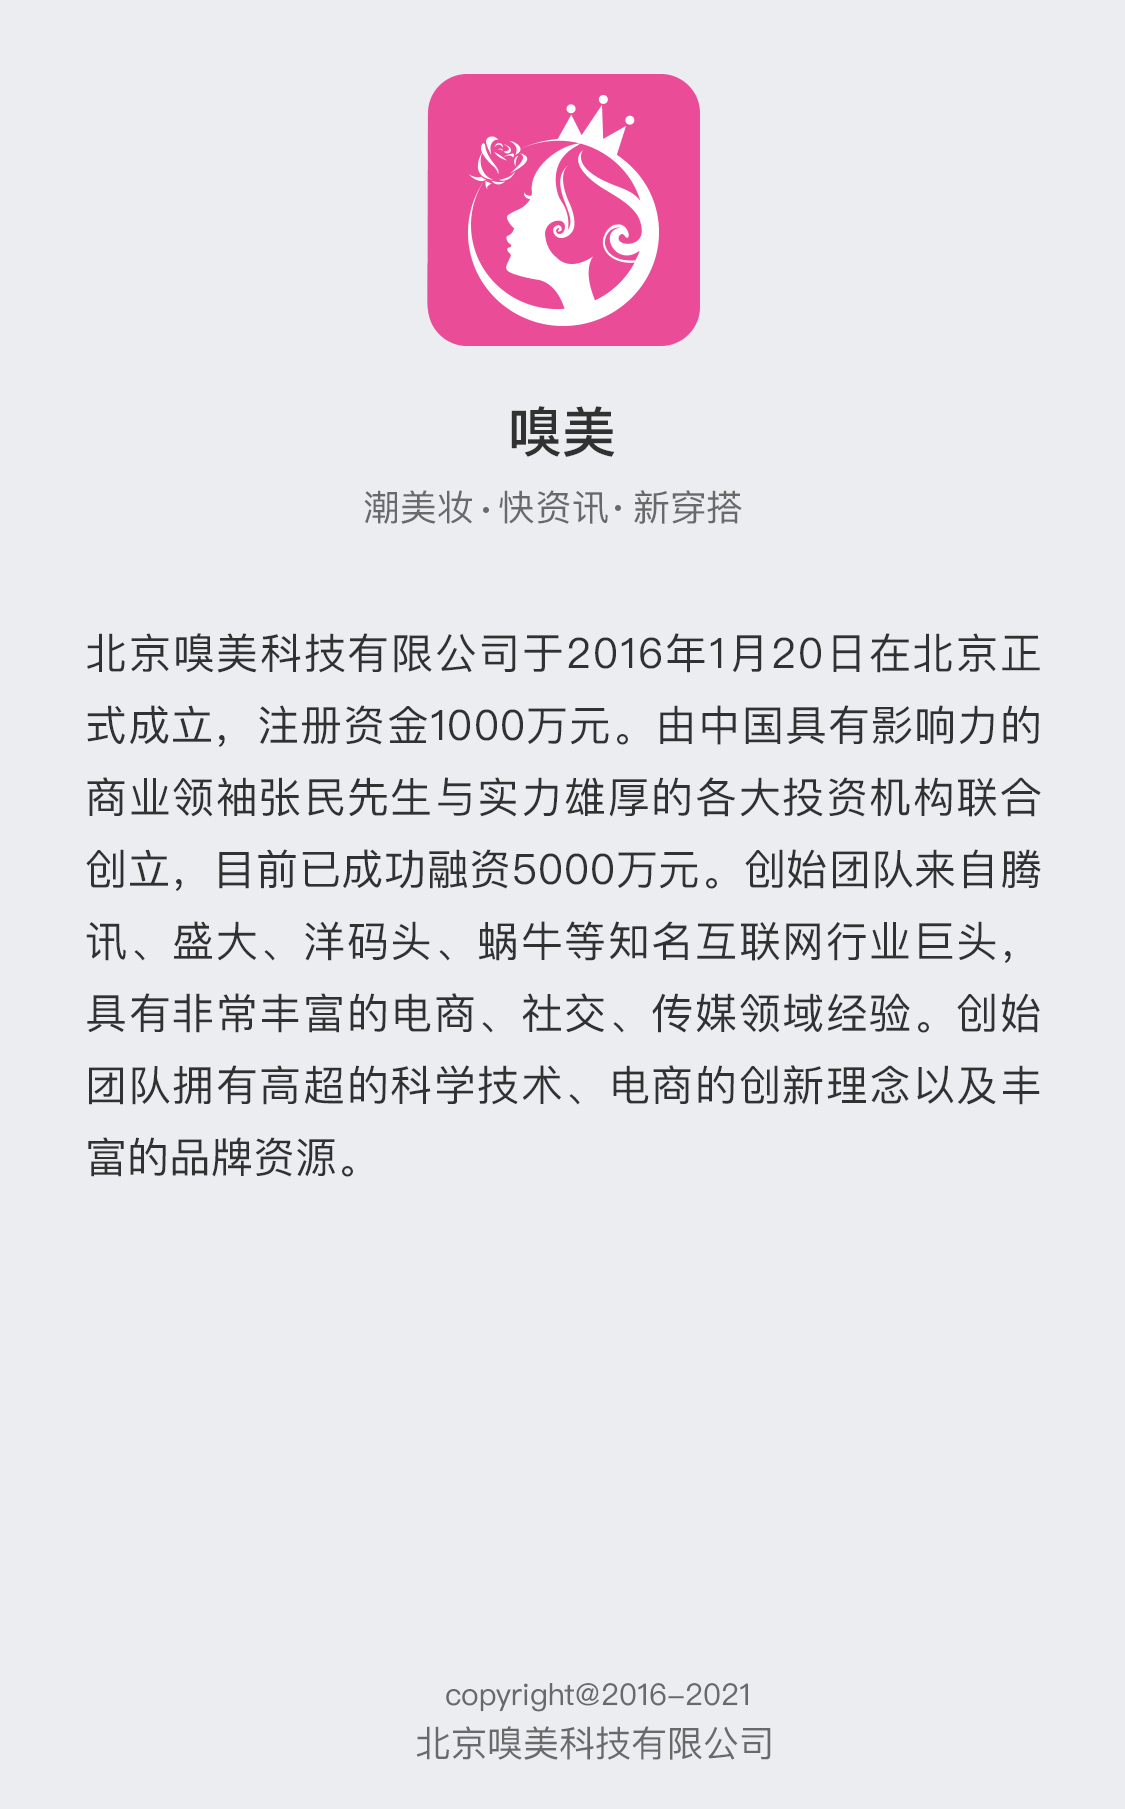 嗅美
潮美妆·快资讯·新穿搭
北京嗅美科技有限公司于2016年1月20日在北京正
式成立，注册资金1000万元。由中国具有影响力的
商业领袖张民先生与实力雄厚的各大投资机构联合
创立，目前已成功融资5000万元。创始团队来自腾
讯、盛大、洋码头、蜗牛等知名互联网行业巨头，
具有非常丰富的电商、社交、传媒领域经验。创始
团队拥有高超的科学技术、电商的创新理念以及丰
富的品牌资源。
copyright@2016-2021
北京嗅美科技有限公司